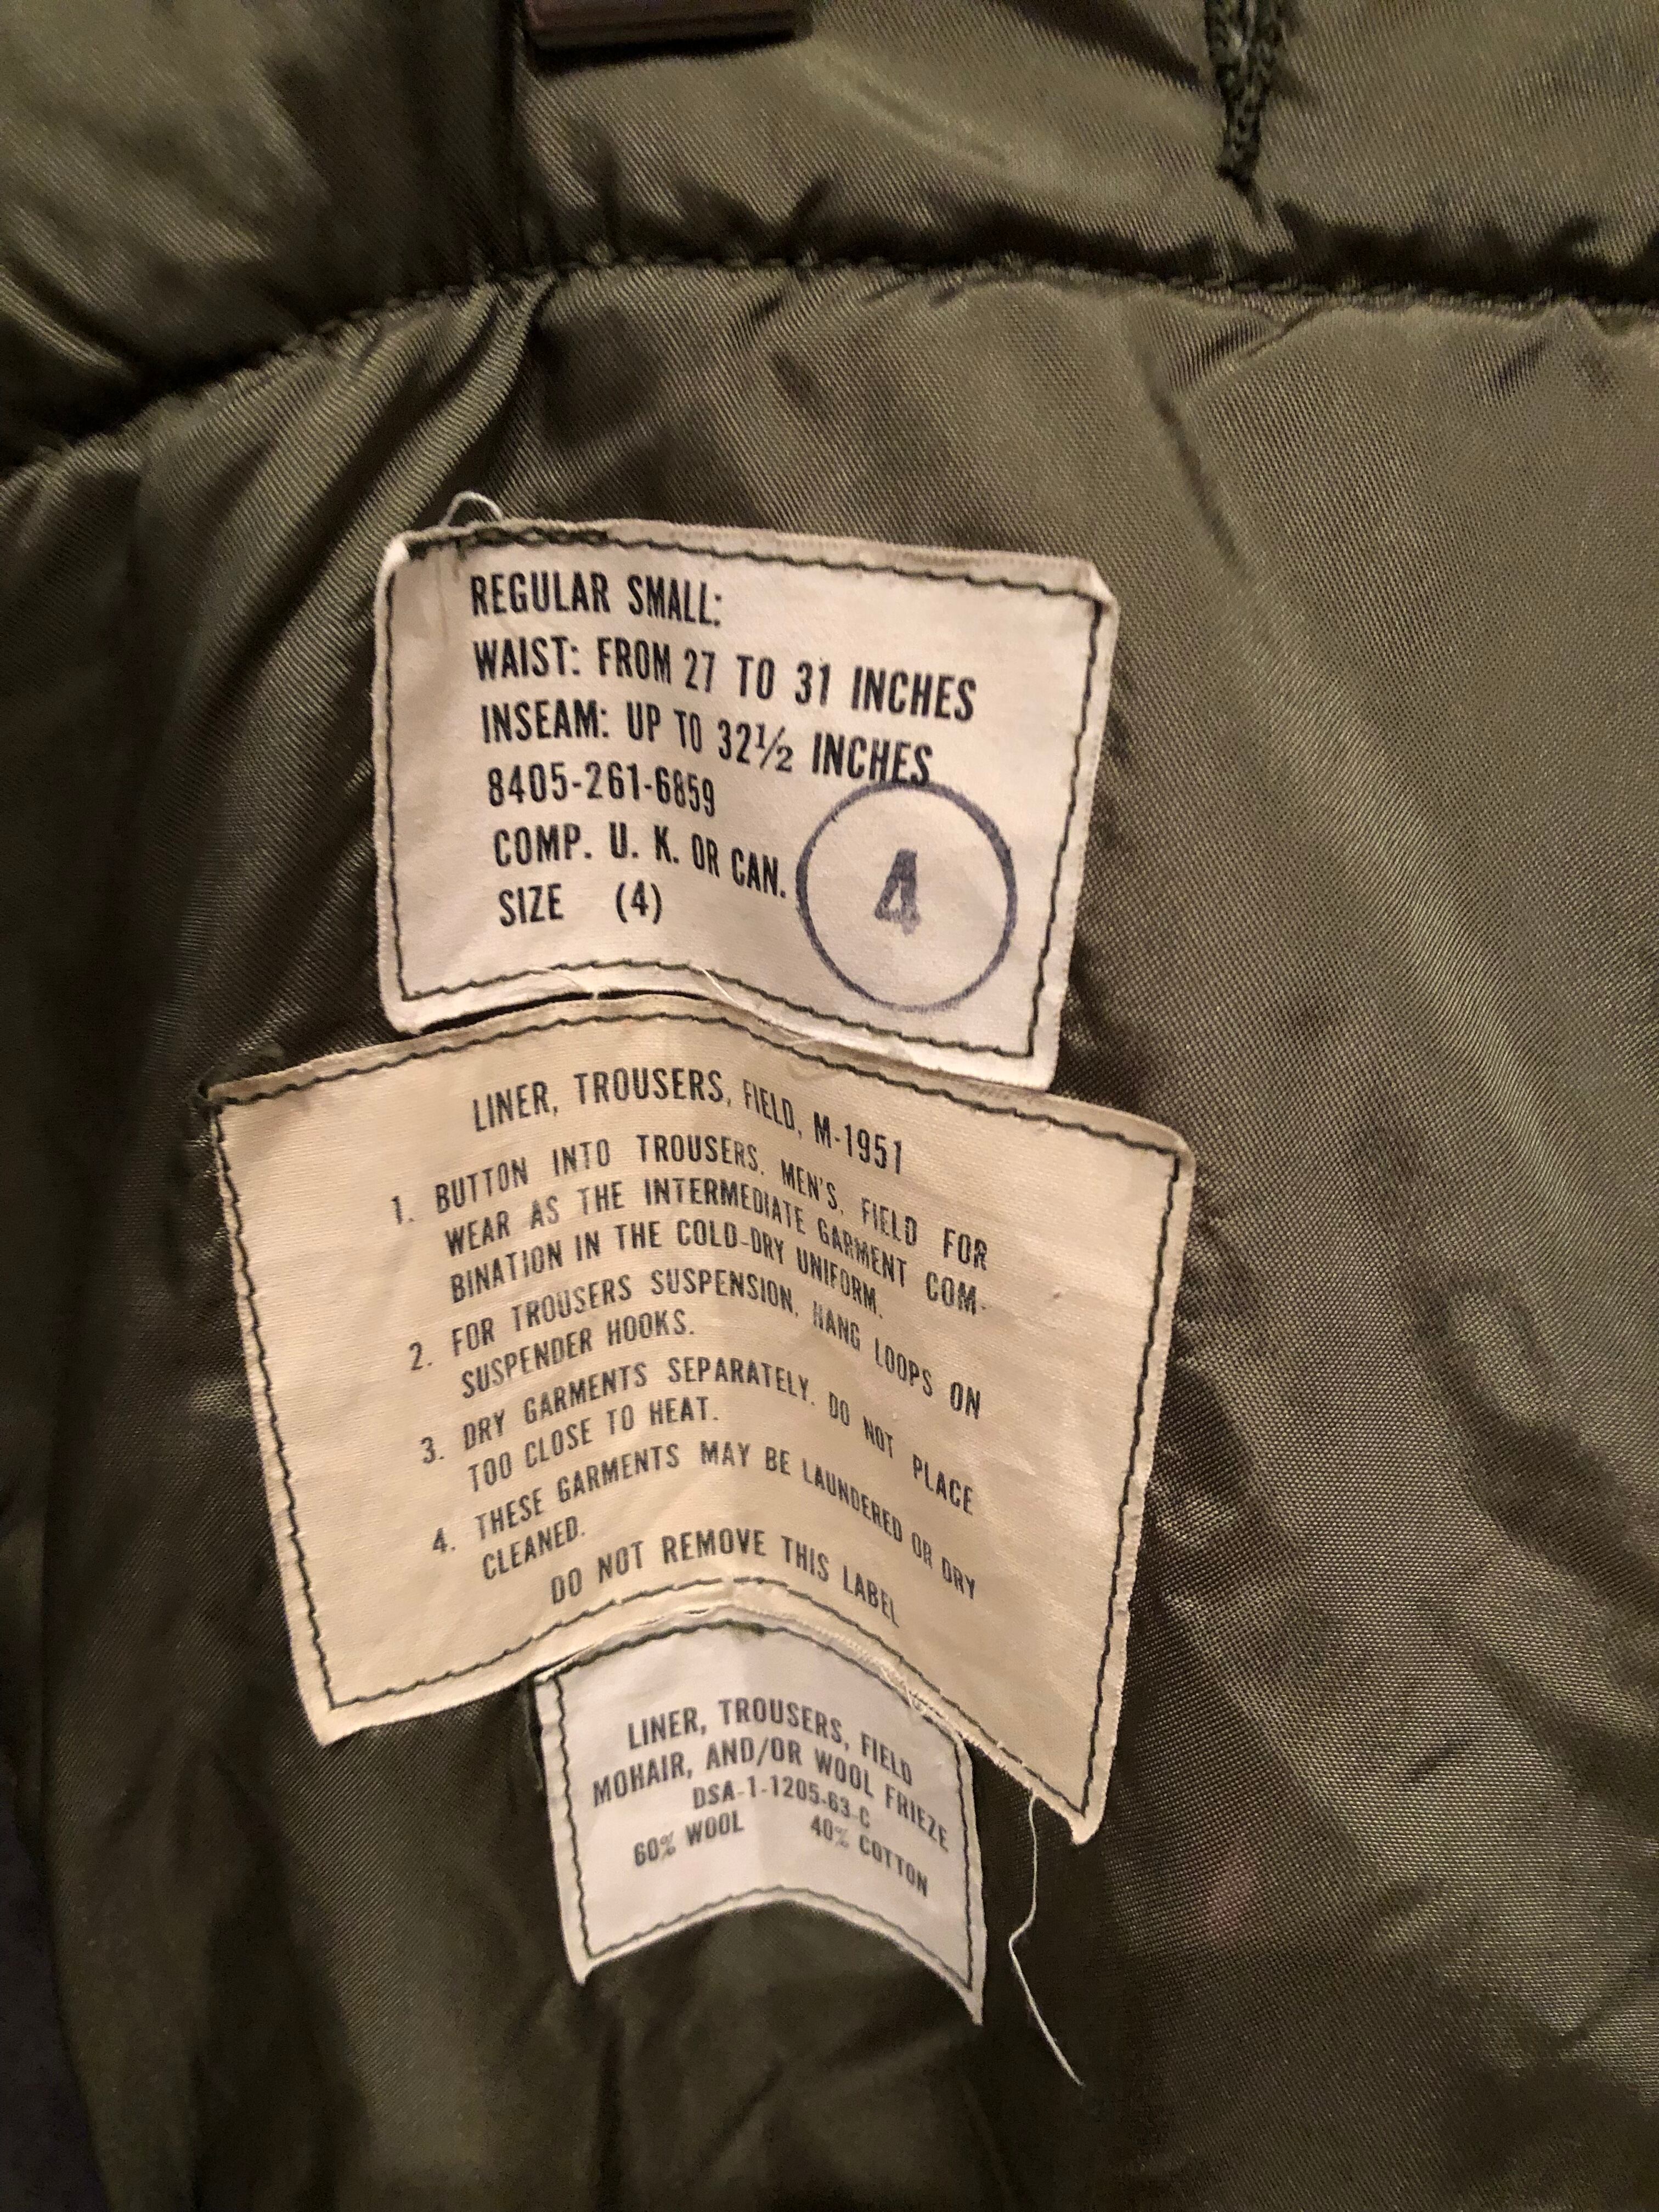 REGULAR SMALL:
WAIST: FROM 27 TO 31 INCHES
INSEAM: UP TO 32½ INCHES
8405-261-6859
COMP. U. K. OR CAN.
SIZE (4)
4
LINER, TROUSERS, FIELD, M-1951
1. BUTTON INTO TROUSERS, MEN'S, FIELD FOR
WEAR AS THE INTERMEDIATE GARMENT COM-
BINATION IN THE COLD-DRY UNIFORM.
2. FOR TROUSERS SUSPENSION, HANG LOOPS ON
SUSPENDER HOOKS.
3. DRY GARMENTS SEPARATELY. DO NOT PLACE
TOO CLOSE TO HEAT.
4. THESE GARMENTS MAY BE LAUNDERED OR DRY
CLEANED.
DO NOT REMOVE THIS LABEL
LINER, TROUSERS, FIELD
MOHAIR, AND/OR WOOL FRIEZE
DSA-1-1205-63-C
60% WOOL 40% COTTON